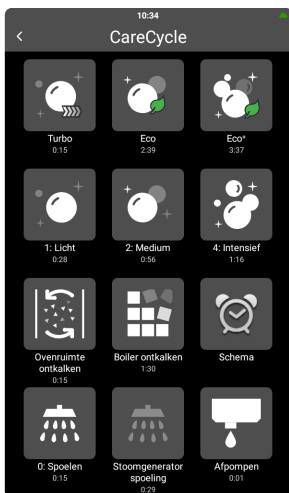 10:34
CareCycle
Turbo
0:15
Eco
2:39
Eco*
3:37
1: Licht
0:28
2: Medium
0:56
4: Intensief
1:16
Ovenruimte
ontkalken
0:15
Boiler ontkalken
1:30
Schema
0: Spoelen
0:15
Stoomgenerator
spoeling
0:29
Afpompen
0:01